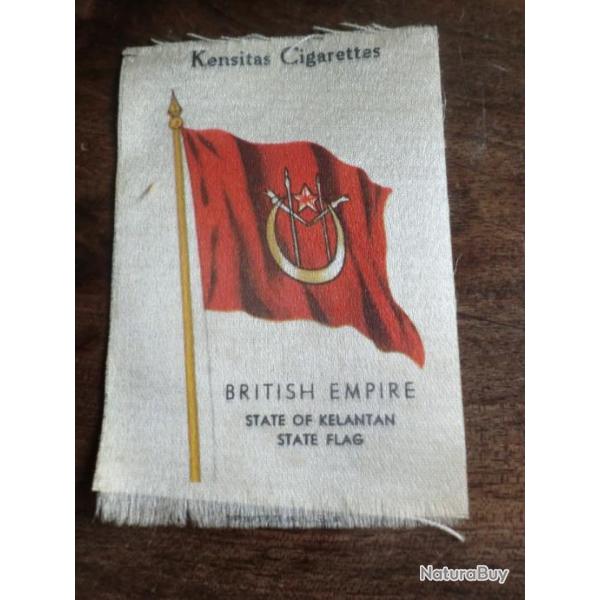 Kensitas Cigarettes
BRITISH EMPIRE
STATE OF KELANTAN
STATE FLAG
NaturaBuy